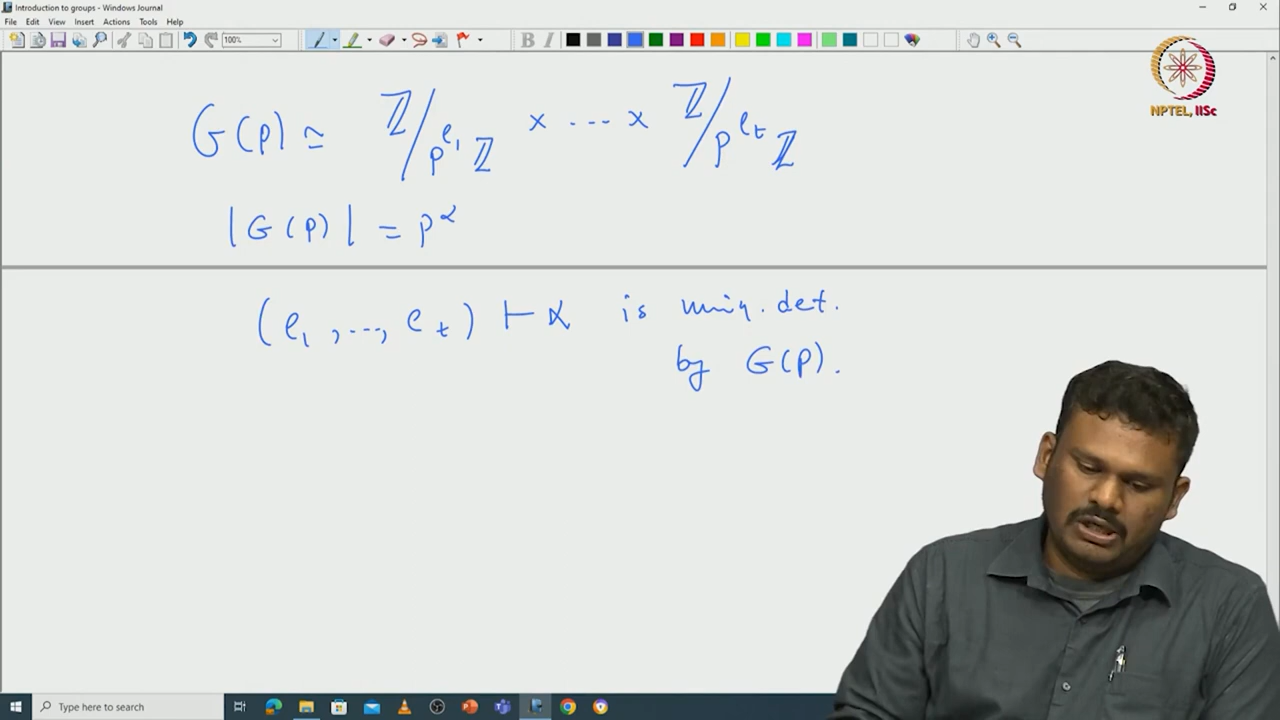 Introduction to groups - Windows Journal
File Edit View Insert Actions Tools Help
100%
B I
NPTEL, IISc
G(p) ≃ ℤ/p^{e_1}ℤ × ... × ℤ/p^{e_t}ℤ
|G(p)| = p^α
(e_1, ..., e_t) ⊢ α is uniq. det.
by G(p).
Type here to search